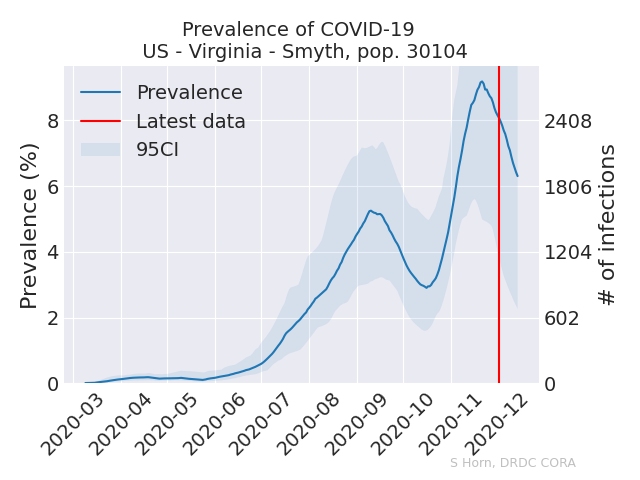 Prevalence of COVID-19
US - Virginia - Smyth, pop. 30104
Prevalence
Latest data
95CI
Prevalence (%)
8
6
4
2
0
2408
1806
1204
602
0
# of infections
2020-03
2020-04
2020-05
2020-06
2020-07
2020-08
2020-09
2020-10
2020-11
2020-12
S Horn, DRDC CORA